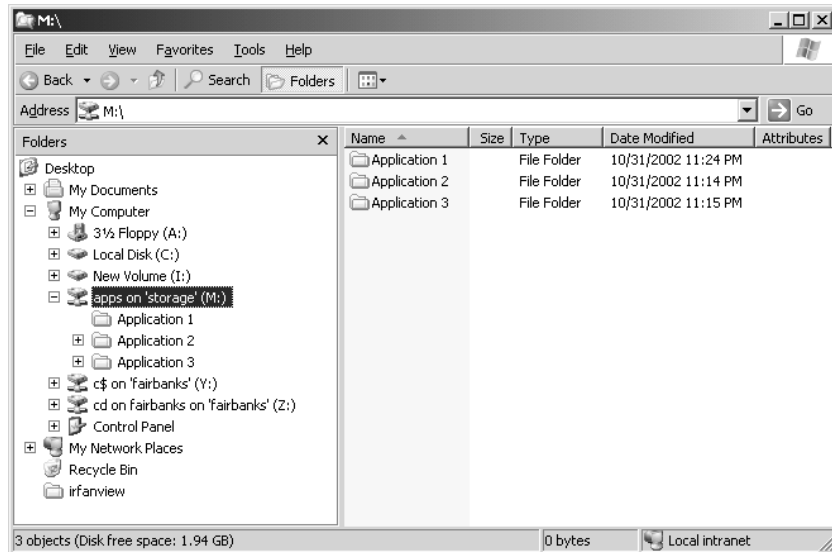 M:\
File Edit View Favorites Tools Help
Back Search Folders
Address M:\ Go
Folders x
Name Size Type Date Modified Attributes
Desktop
My Documents
My Computer
3½ Floppy (A:)
Local Disk (C:)
New Volume (I:)
apps on 'storage' (M:)
Application 1
Application 2
Application 3
c$ on 'fairbanks' (Y:)
cd on fairbanks on 'fairbanks' (Z:)
Control Panel
My Network Places
Recycle Bin
irfanview
Application 1 File Folder 10/31/2002 11:24 PM
Application 2 File Folder 10/31/2002 11:14 PM
Application 3 File Folder 10/31/2002 11:15 PM
3 objects (Disk free space: 1.94 GB) 0 bytes Local intranet